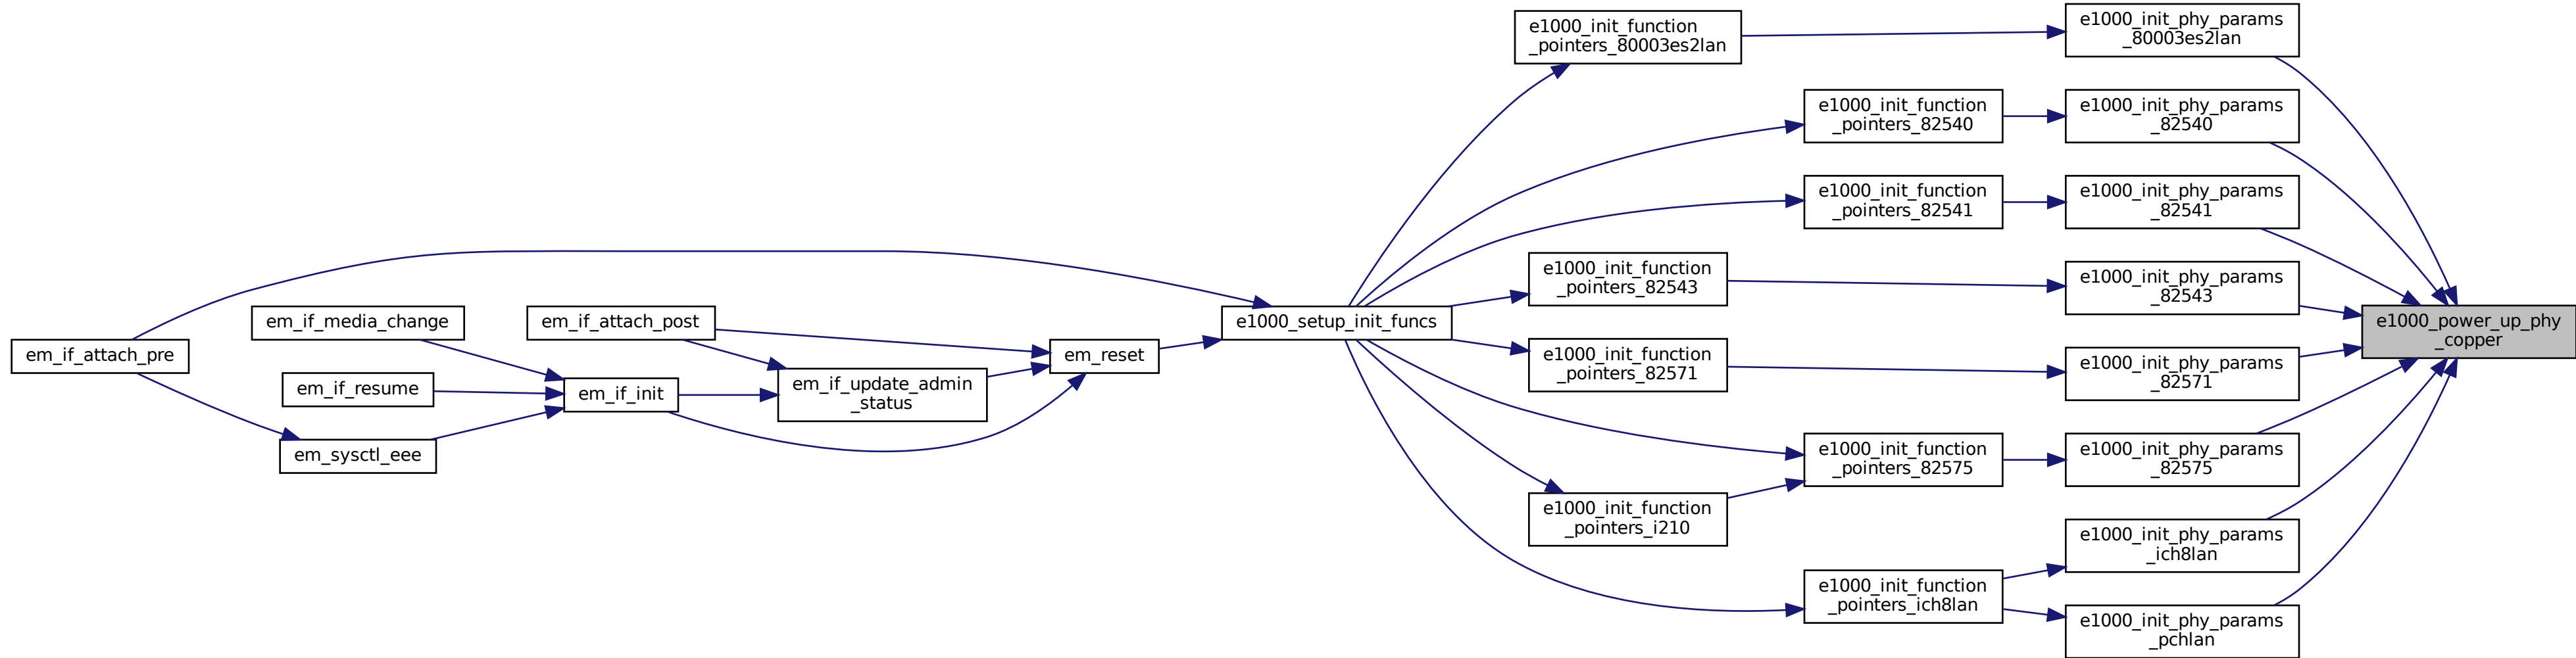 em_if_attach_pre
em_if_media_change
em_if_resume
em_sysctl_eee
em_if_attach_post
em_if_init
em_if_update_admin
_status
em_reset
e1000_setup_init_funcs
e1000_init_function
_pointers_80003es2lan
e1000_init_function
_pointers_82540
e1000_init_function
_pointers_82541
e1000_init_function
_pointers_82543
e1000_init_function
_pointers_82571
e1000_init_function
_pointers_82575
e1000_init_function
_pointers_i210
e1000_init_function
_pointers_ich8lan
e1000_init_phy_params
_80003es2lan
e1000_init_phy_params
_82540
e1000_init_phy_params
_82541
e1000_init_phy_params
_82543
e1000_init_phy_params
_82571
e1000_init_phy_params
_82575
e1000_init_phy_params
_ich8lan
e1000_init_phy_params
_pchlan
e1000_power_up_phy
_copper